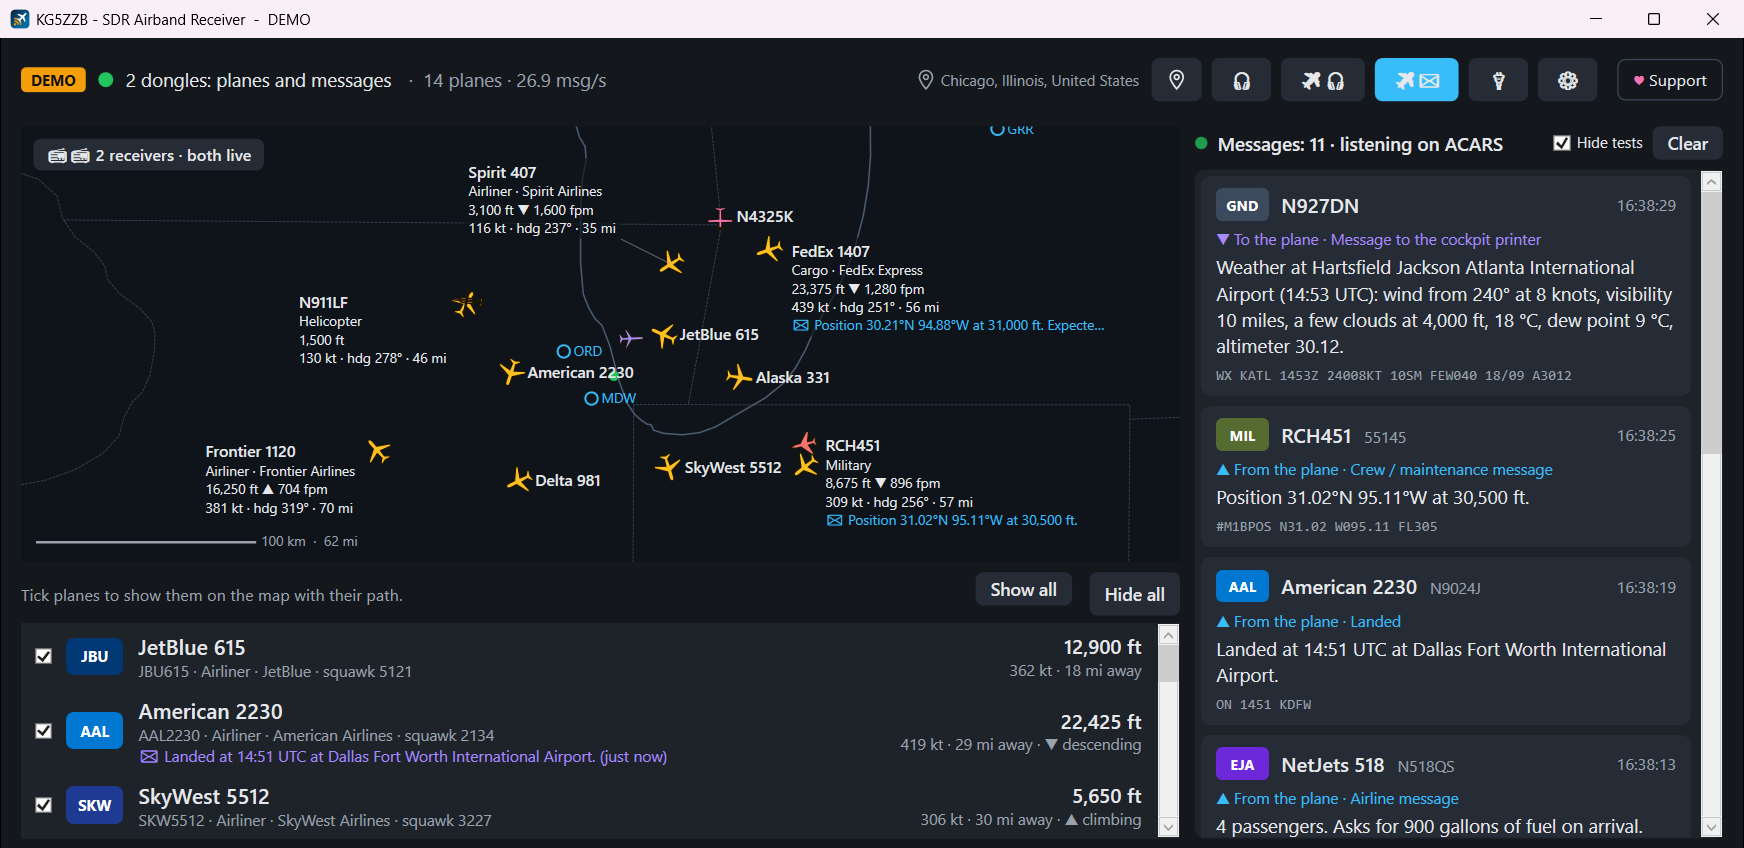 KG5ZZB - SDR Airband Receiver - DEMO
DEMO 2 dongles: planes and messages · 14 planes · 26.9 msg/s
Chicago, Illinois, United States
Support
2 receivers · both live
GRR
Spirit 407
Airliner · Spirit Airlines
3,100 ft ▼ 1,600 fpm
116 kt · hdg 237° · 35 mi
N4325K
FedEx 1407
Cargo · FedEx Express
23,375 ft ▼ 1,280 fpm
439 kt · hdg 251° · 56 mi
Position 30.21°N 94.88°W at 31,000 ft. Expecte...
N911LF
Helicopter
1,500 ft
130 kt · hdg 278° · 46 mi
JetBlue 615
ORD
American 2230
Alaska 331
MDW
Frontier 1120
Airliner · Frontier Airlines
16,250 ft ▲ 704 fpm
381 kt · hdg 319° · 70 mi
Delta 981
SkyWest 5512
RCH451
Military
8,675 ft ▼ 896 fpm
309 kt · hdg 256° · 57 mi
Position 31.02°N 95.11°W at 30,500 ft.
100 km · 62 mi
Tick planes to show them on the map with their path.
Show all
Hide all
JBU
JetBlue 615
12,900 ft
JBU615 · Airliner · JetBlue · squawk 5121
362 kt · 18 mi away
AAL
American 2230
22,425 ft
AAL2230 · Airliner · American Airlines · squawk 2134
419 kt · 29 mi away · ▼ descending
Landed at 14:51 UTC at Dallas Fort Worth International Airport. (just now)
SKW
SkyWest 5512
5,650 ft
SKW5512 · Airliner · SkyWest Airlines · squawk 3227
306 kt · 30 mi away · ▲ climbing
Messages: 11 · listening on ACARS
Hide tests
Clear
GND N927DN 16:38:29
▼ To the plane · Message to the cockpit printer
Weather at Hartsfield Jackson Atlanta International
Airport (14:53 UTC): wind from 240° at 8 knots, visibility
10 miles, a few clouds at 4,000 ft, 18 °C, dew point 9 °C,
altimeter 30.12.
WX KATL 1453Z 24008KT 10SM FEW040 18/09 A3012
MIL RCH451 55145 16:38:25
▲ From the plane · Crew / maintenance message
Position 31.02°N 95.11°W at 30,500 ft.
#M1BPOS N31.02 W095.11 FL305
AAL American 2230 N9024J 16:38:19
▲ From the plane · Landed
Landed at 14:51 UTC at Dallas Fort Worth International
Airport.
ON 1451 KDFW
EJA NetJets 518 N518QS 16:38:13
▲ From the plane · Airline message
4 passengers. Asks for 900 gallons of fuel on arrival.